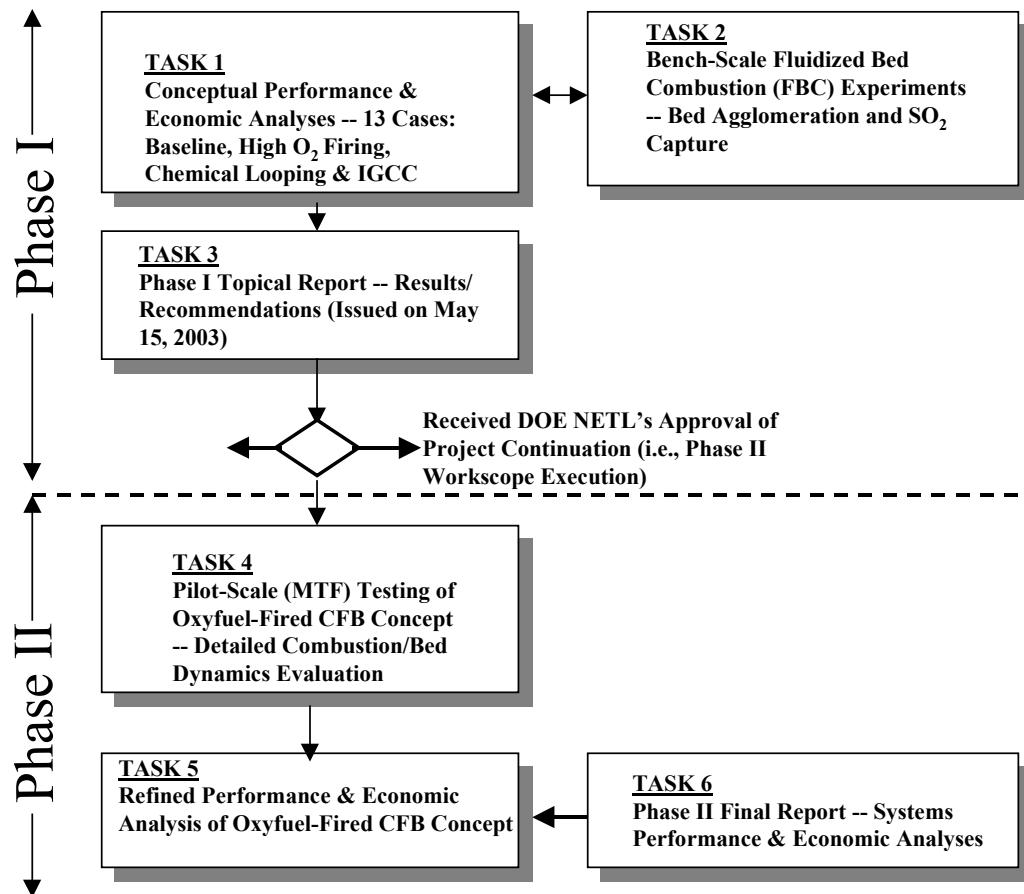 Phase I
TASK 1
Conceptual Performance &
Economic Analyses -- 13 Cases:
Baseline, High O₂ Firing,
Chemical Looping & IGCC
TASK 2
Bench-Scale Fluidized Bed
Combustion (FBC) Experiments
-- Bed Agglomeration and SO₂
Capture
TASK 3
Phase I Topical Report -- Results/
Recommendations (Issued on May
15, 2003)
Received DOE NETL’s Approval of
Project Continuation (i.e., Phase II
Workscope Execution)
Phase II
TASK 4
Pilot-Scale (MTF) Testing of
Oxyfuel-Fired CFB Concept
-- Detailed Combustion/Bed
Dynamics Evaluation
TASK 5
Refined Performance & Economic
Analysis of Oxyfuel-Fired CFB Concept
TASK 6
Phase II Final Report -- Systems
Performance & Economic Analyses